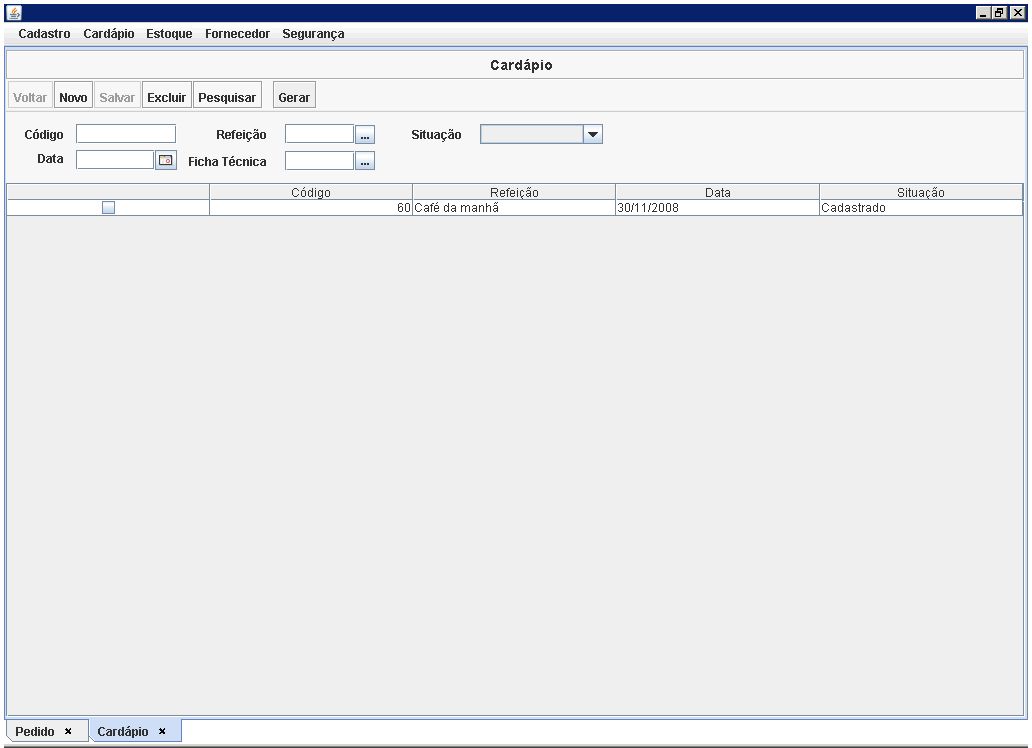 Cadastro Cardápio Estoque Fornecedor Segurança
Cardápio
Voltar Novo Salvar Excluir Pesquisar Gerar
Código Refeição ... Situação
Data Ficha Técnica ...
Código Refeição Data Situação
60 Café da manhã 30/11/2008 Cadastrado
Pedido × Cardápio ×